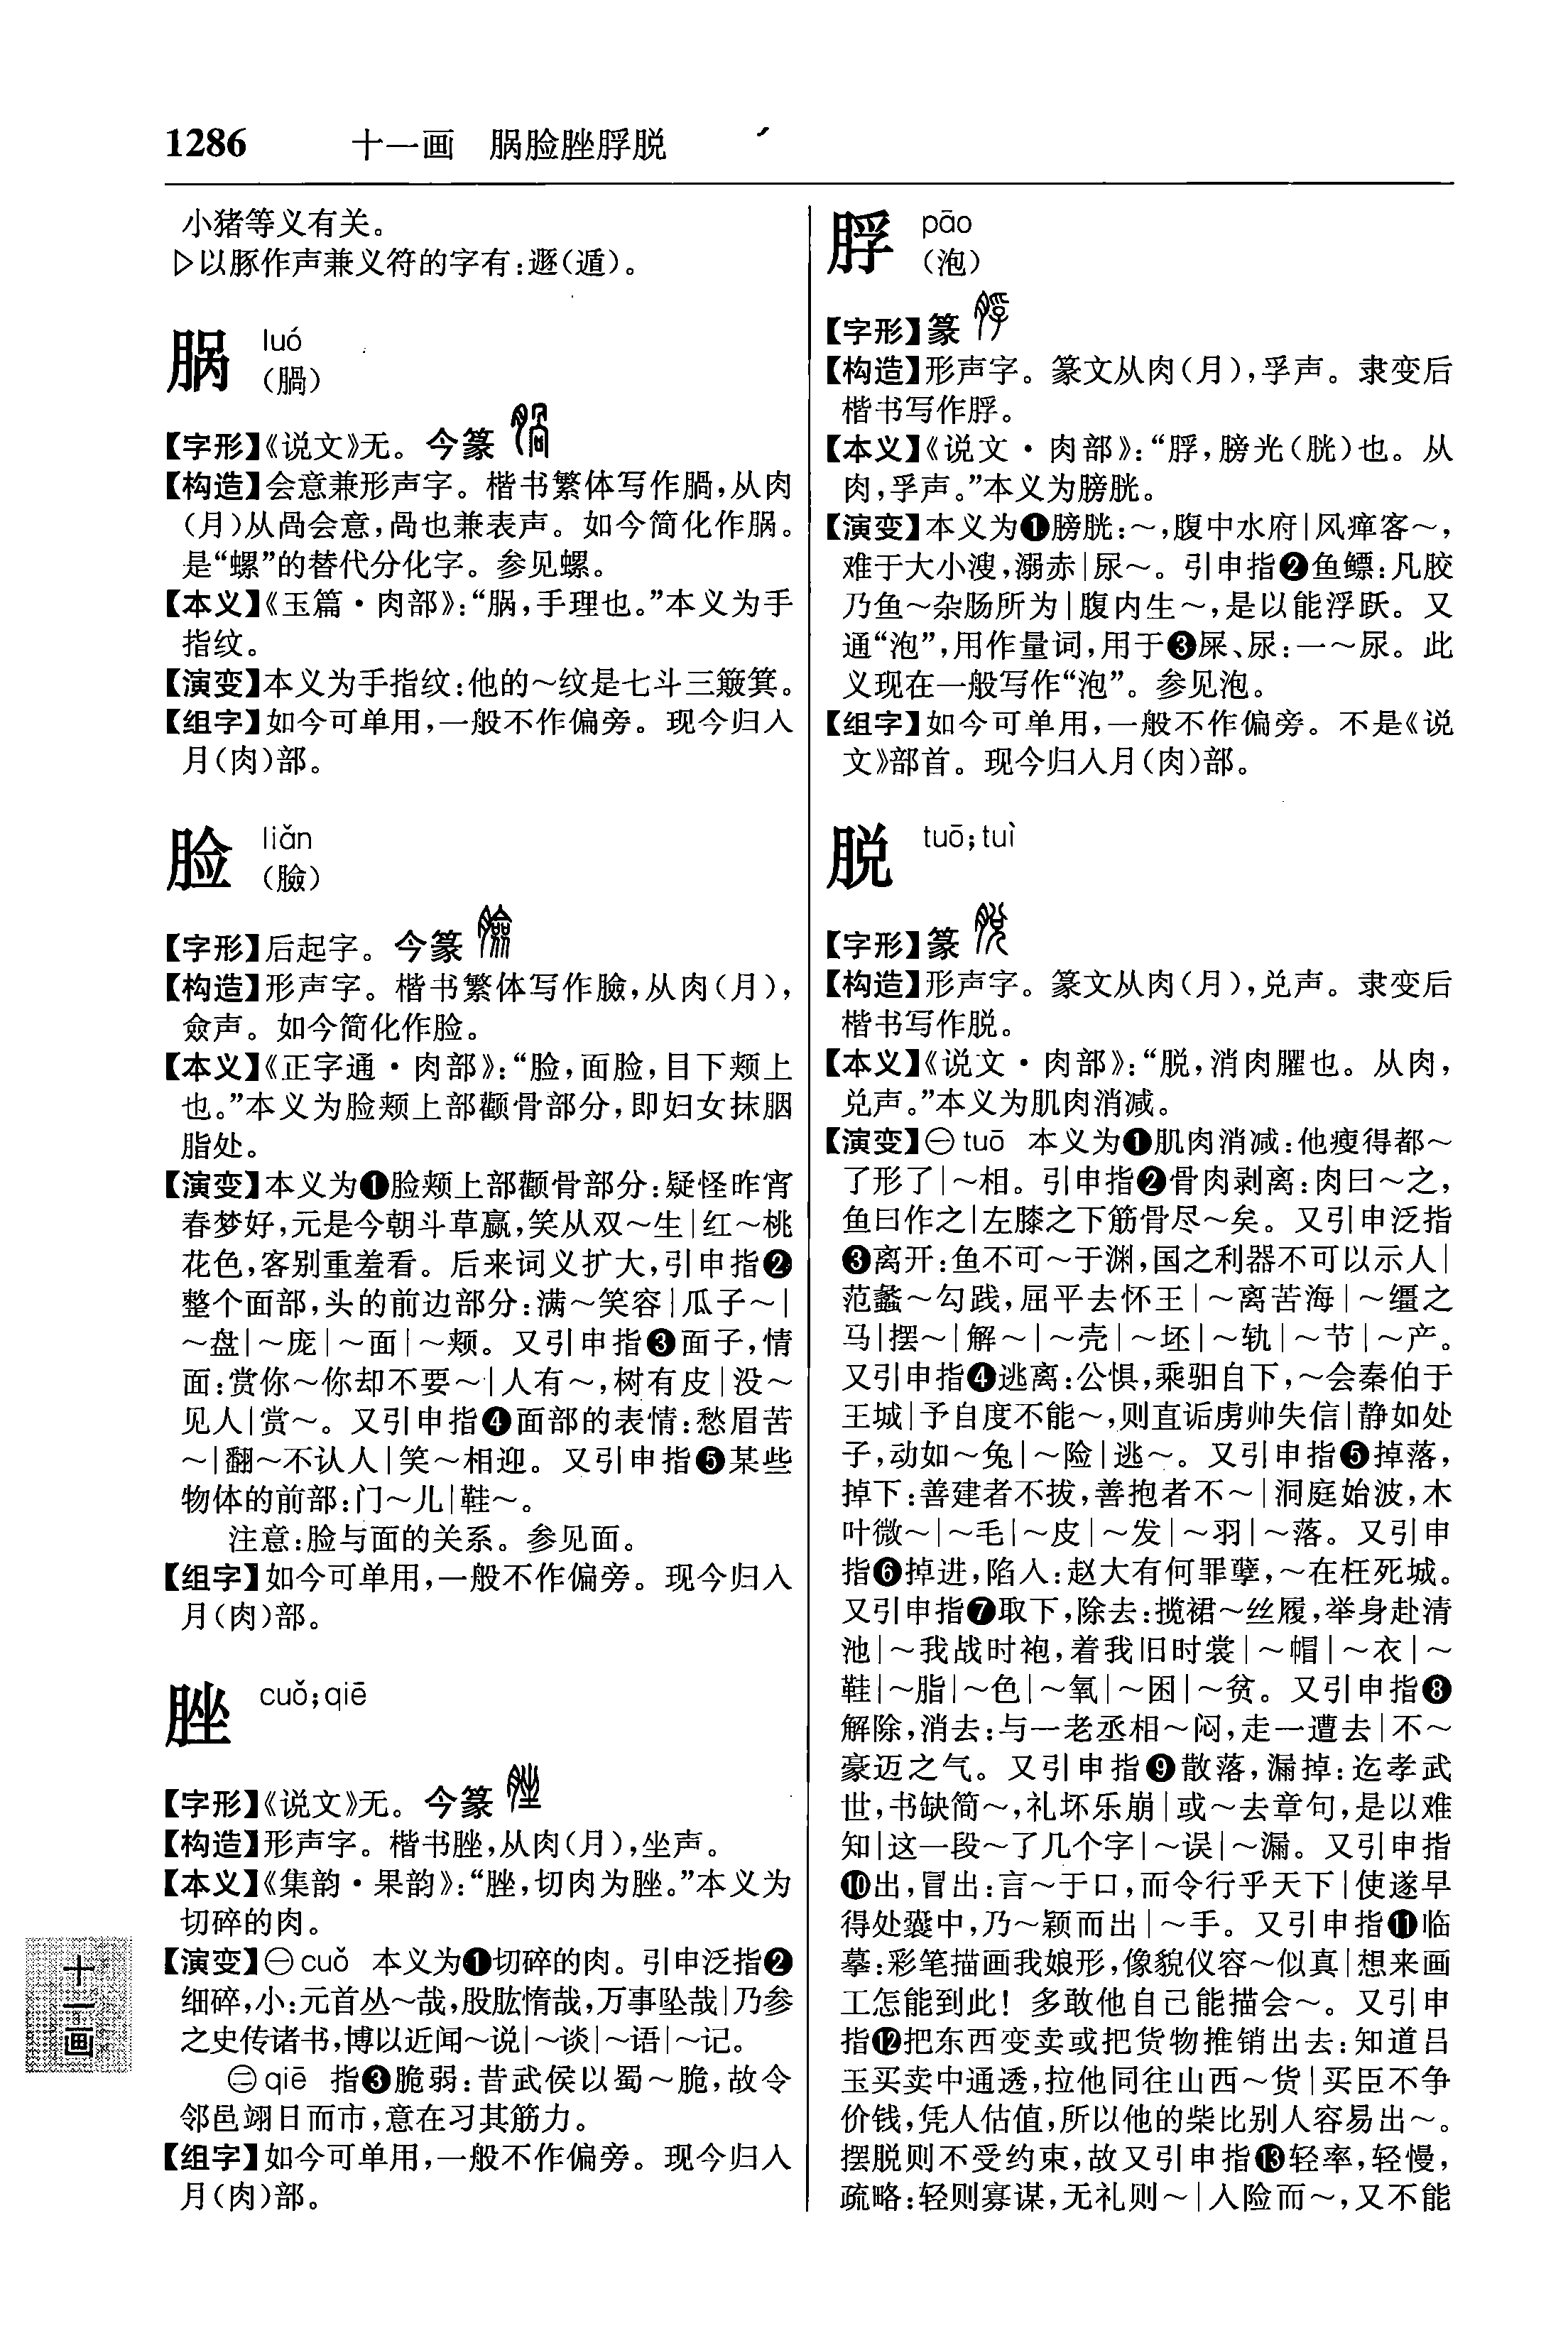 1286 十一画 脶脸脞脬脱
小猪等义有关。
▷以豚作声兼义符的字有:遯(遁)。
脶 luó
(腡)
【字形】《说文》无。今篆
【构造】会意兼形声字。楷书繁体写作腡,从肉
(月)从咼会意,咼也兼表声。如今简化作脶。
是“螺”的替代分化字。参见螺。
【本义】《玉篇·肉部》:“脶,手理也。”本义为手
指纹。
【演变】本义为手指纹:他的～纹是七斗三簸箕。
【组字】如今可单用,一般不作偏旁。现今归入
月(肉)部。
脸 liǎn
(臉)
【字形】后起字。今篆
【构造】形声字。楷书繁体写作臉,从肉(月),
僉声。如今简化作脸。
【本义】《正字通·肉部》:“脸,面脸,目下颊上
也。”本义为脸颊上部颧骨部分,即妇女抹胭
脂处。
【演变】本义为❶脸颊上部颧骨部分:疑怪昨宵
春梦好,元是今朝斗草赢,笑从双～生|红～桃
花色,客别重羞看。后来词义扩大,引申指❷
整个面部,头的前边部分:满～笑容|瓜子～|
～盘|～庞|～面|～颊。又引申指❸面子,情
面:赏你～你却不要～|人有～,树有皮|没～
见人|赏～。又引申指❹面部的表情:愁眉苦
～|翻～不认人|笑～相迎。又引申指❺某些
物体的前部:门～儿|鞋～。
注意:脸与面的关系。参见面。
【组字】如今可单用,一般不作偏旁。现今归入
月(肉)部。
脞 cuǒ;qiē
【字形】《说文》无。今篆
【构造】形声字。楷书脞,从肉(月),坐声。
【本义】《集韵·果韵》:“脞,切肉为脞。”本义为
切碎的肉。
【演变】㊀cuǒ 本义为❶切碎的肉。引申泛指❷
细碎,小:元首丛～哉,股肱惰哉,万事坠哉|乃参
之史传诸书,博以近闻～说|～谈|～语|～记。
㊁qiē 指❸脆弱:昔武侯以蜀～脆,故令
邻邑翊日而市,意在习其筋力。
【组字】如今可单用,一般不作偏旁。现今归入
月(肉)部。
十一画
脬 pāo
(泡)
【字形】篆
【构造】形声字。篆文从肉(月),孚声。隶变后
楷书写作脬。
【本义】《说文·肉部》:“脬,膀光(胱)也。从
肉,孚声。”本义为膀胱。
【演变】本义为❶膀胱:～,腹中水府|风瘅客～,
难于大小溲,溺赤|尿～。引申指❷鱼鳔:凡胶
乃鱼～杂肠所为|腹内生～,是以能浮跃。又
通“泡”,用作量词,用于❸屎、尿:一～尿。此
义现在一般写作“泡”。参见泡。
【组字】如今可单用,一般不作偏旁。不是《说
文》部首。现今归入月(肉)部。
脱 tuō;tuì
【字形】篆
【构造】形声字。篆文从肉(月),兑声。隶变后
楷书写作脱。
【本义】《说文·肉部》:“脱,消肉臞也。从肉,
兑声。”本义为肌肉消减。
【演变】㊀tuō 本义为❶肌肉消减:他瘦得都～
了形了|～相。引申指❷骨肉剥离:肉曰～之,
鱼曰作之|左膝之下筋骨尽～矣。又引申泛指
❸离开:鱼不可～于渊,国之利器不可以示人|
范蠡～勾践,屈平去怀王|～离苦海|～缰之
马|摆～|解～|～壳|～坯|～轨|～节|～产。
又引申指❹逃离:公惧,乘驲自下,～会秦伯于
王城|予自度不能～,则直诟虏帅失信|静如处
子,动如～兔|～险|逃～。又引申指❺掉落,
掉下:善建者不拔,善抱者不～|洞庭始波,木
叶微～|～毛|～皮|～发|～羽|～落。又引申
指❻掉进,陷入:赵大有何罪孽,～在枉死城。
又引申指❼取下,除去:揽裙～丝履,举身赴清
池|～我战时袍,着我旧时裳|～帽|～衣|～
鞋|～脂|～色|～氧|～困|～贫。又引申指❽
解除,消去:与一老丞相～闷,走一遭去|不～
豪迈之气。又引申指❾散落,漏掉:迄孝武
世,书缺简～,礼坏乐崩|或～去章句,是以难
知|这一段～了几个字|～误|～漏。又引申指
❿出,冒出:言～于口,而令行乎天下|使遂早
得处囊中,乃～颖而出|～手。又引申指⓫临
摹:彩笔描画我娘形,像貌仪容～似真|想来画
工怎能到此! 多敢他自己能描会～。又引申
指⓬把东西变卖或把货物推销出去:知道吕
玉买卖中通透,拉他同往山西～货|买臣不争
价钱,凭人估值,所以他的柴比别人容易出～。
摆脱则不受约束,故又引申指⓭轻率,轻慢,
疏略:轻则寡谋,无礼则～|入险而～,又不能